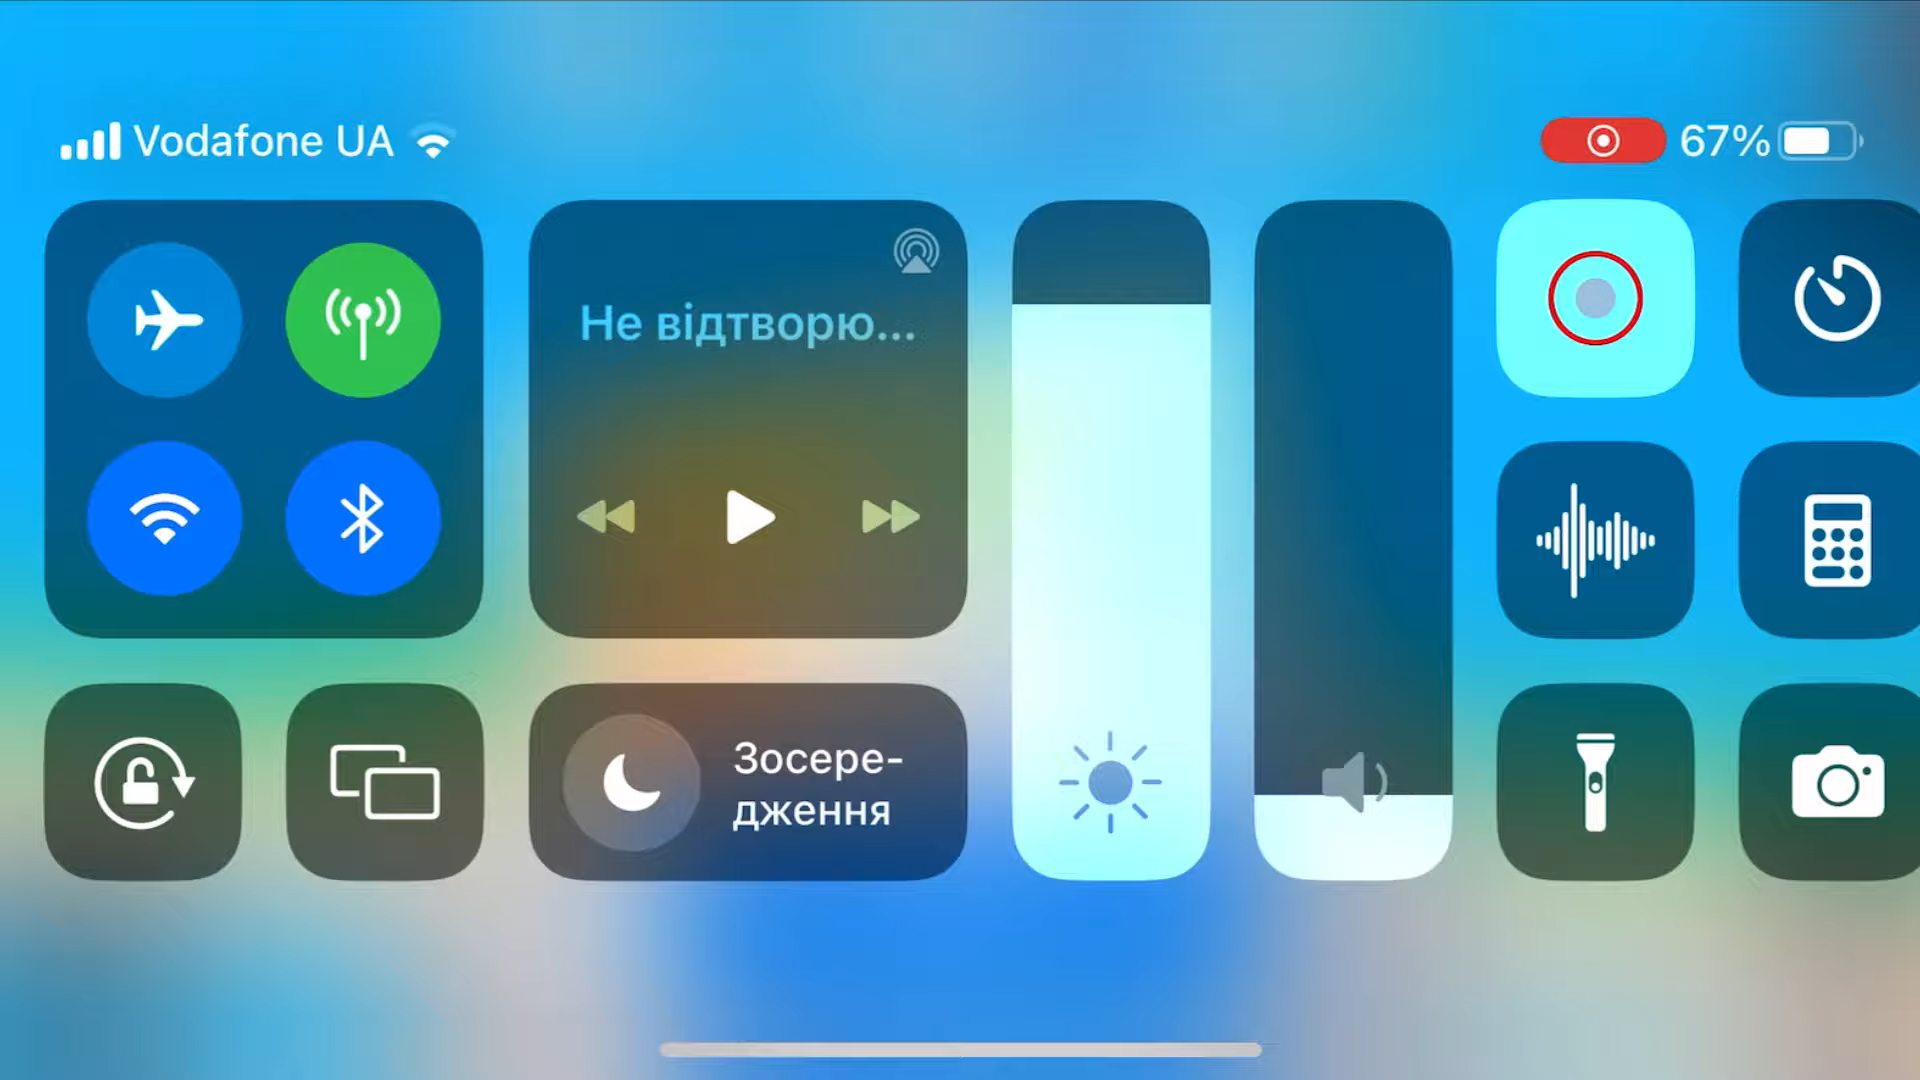 Vodafone UA
67%
Не відтворю...
Зосере-
дження